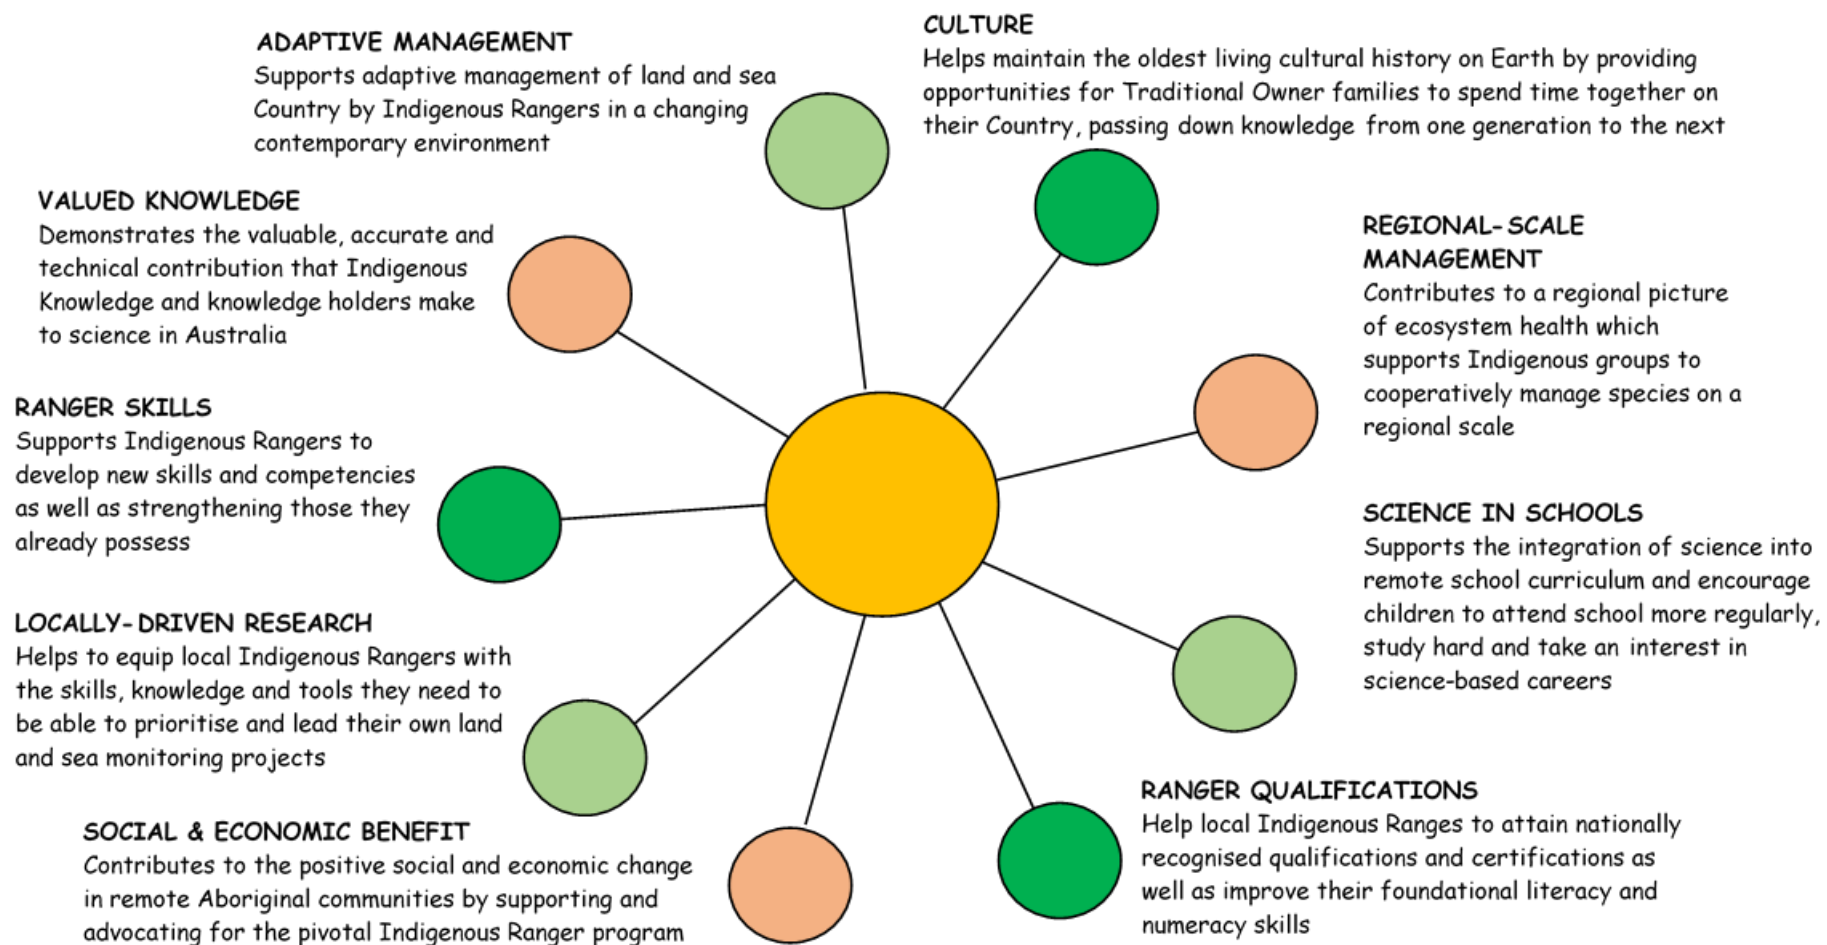 ADAPTIVE MANAGEMENT
Supports adaptive management of land and sea
Country by Indigenous Rangers in a changing
contemporary environment
CULTURE
Helps maintain the oldest living cultural history on Earth by providing
opportunities for Traditional Owner families to spend time together on
their Country, passing down knowledge from one generation to the next
VALUED KNOWLEDGE
Demonstrates the valuable, accurate and
technical contribution that Indigenous
Knowledge and knowledge holders make
to science in Australia
REGIONAL-SCALE
MANAGEMENT
Contributes to a regional picture
of ecosystem health which
supports Indigenous groups to
cooperatively manage species on a
regional scale
RANGER SKILLS
Supports Indigenous Rangers to
develop new skills and competencies
as well as strengthening those they
already possess
SCIENCE IN SCHOOLS
Supports the integration of science into
remote school curriculum and encourage
children to attend school more regularly,
study hard and take an interest in
science-based careers
LOCALLY-DRIVEN RESEARCH
Helps to equip local Indigenous Rangers with
the skills, knowledge and tools they need to
be able to prioritise and lead their own land
and sea monitoring projects
RANGER QUALIFICATIONS
Help local Indigenous Ranges to attain nationally
recognised qualifications and certifications as
well as improve their foundational literacy and
numeracy skills
SOCIAL & ECONOMIC BENEFIT
Contributes to the positive social and economic change
in remote Aboriginal communities by supporting and
advocating for the pivotal Indigenous Ranger program